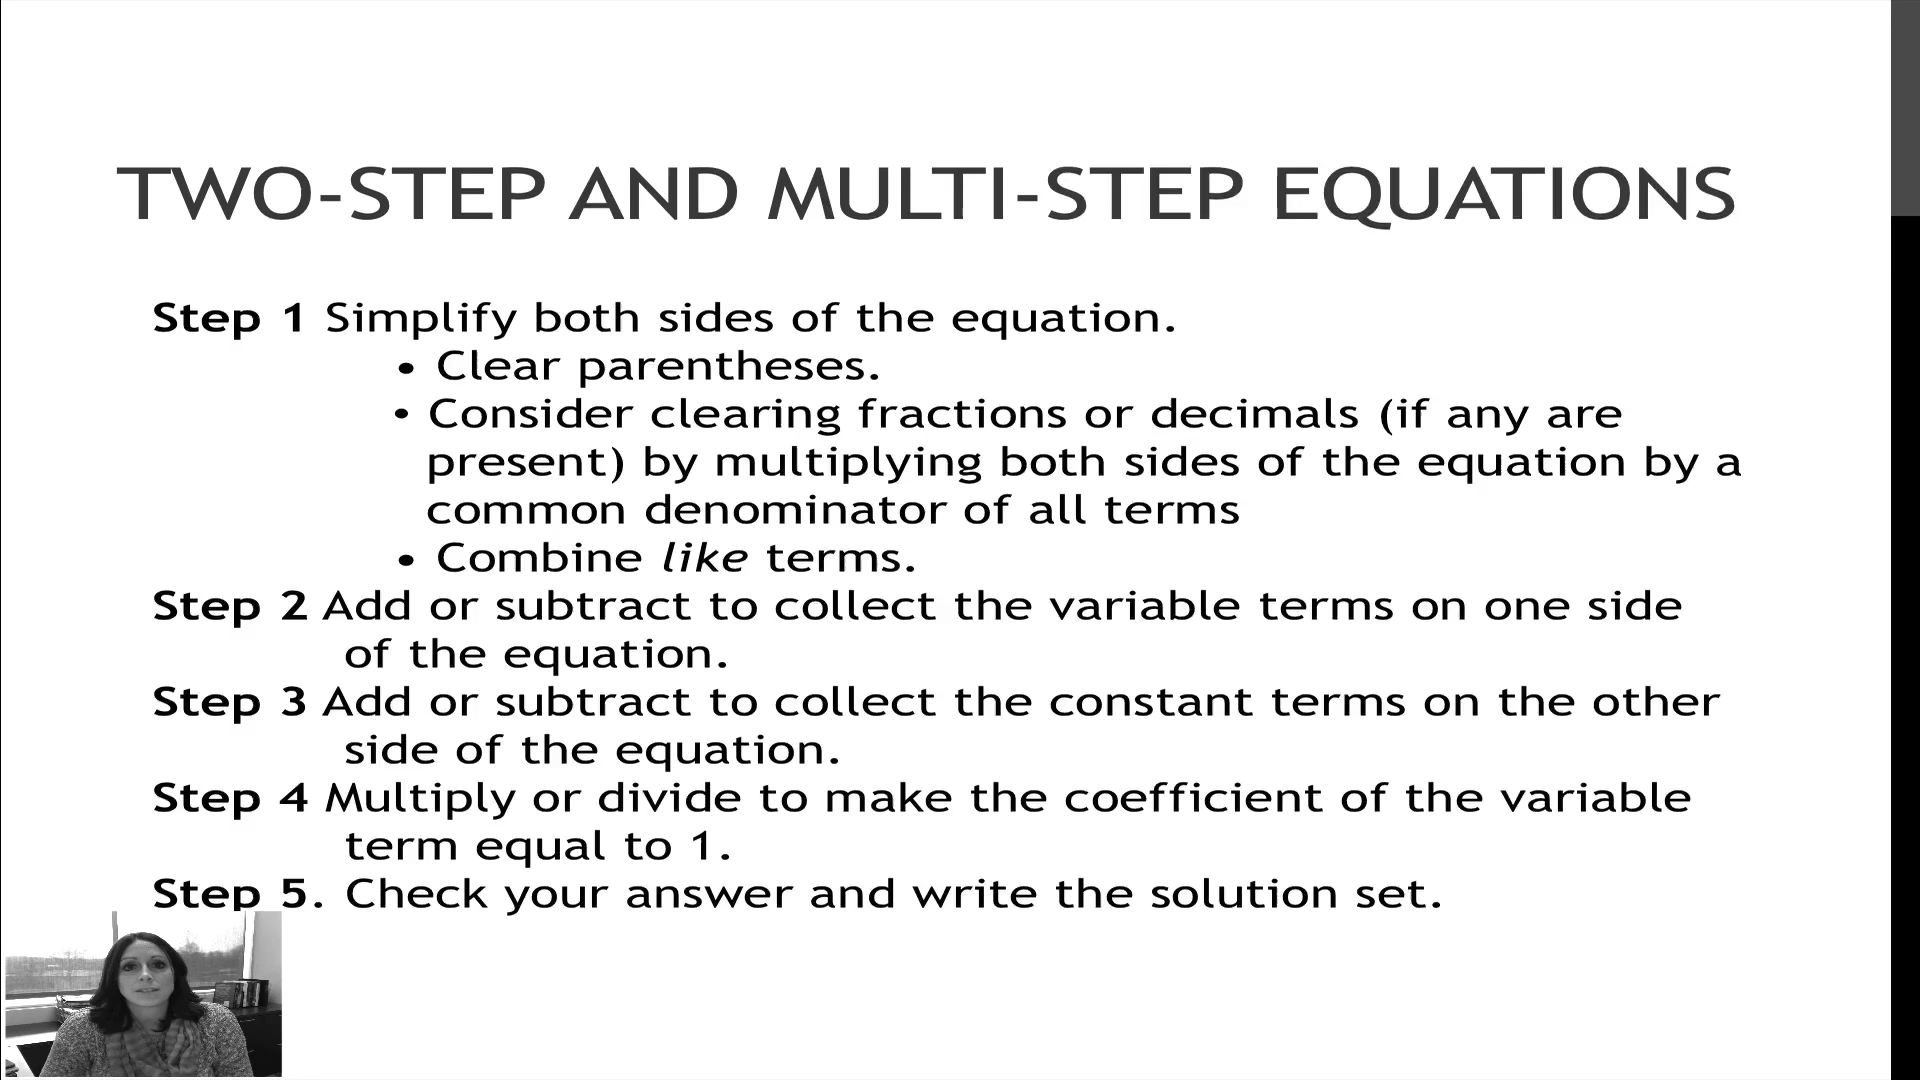 TWO-STEP AND MULTI-STEP EQUATIONS
Step 1 Simplify both sides of the equation.
• Clear parentheses.
• Consider clearing fractions or decimals (if any are
present) by multiplying both sides of the equation by a
common denominator of all terms
• Combine like terms.
Step 2 Add or subtract to collect the variable terms on one side
of the equation.
Step 3 Add or subtract to collect the constant terms on the other
side of the equation.
Step 4 Multiply or divide to make the coefficient of the variable
term equal to 1.
Step 5. Check your answer and write the solution set.